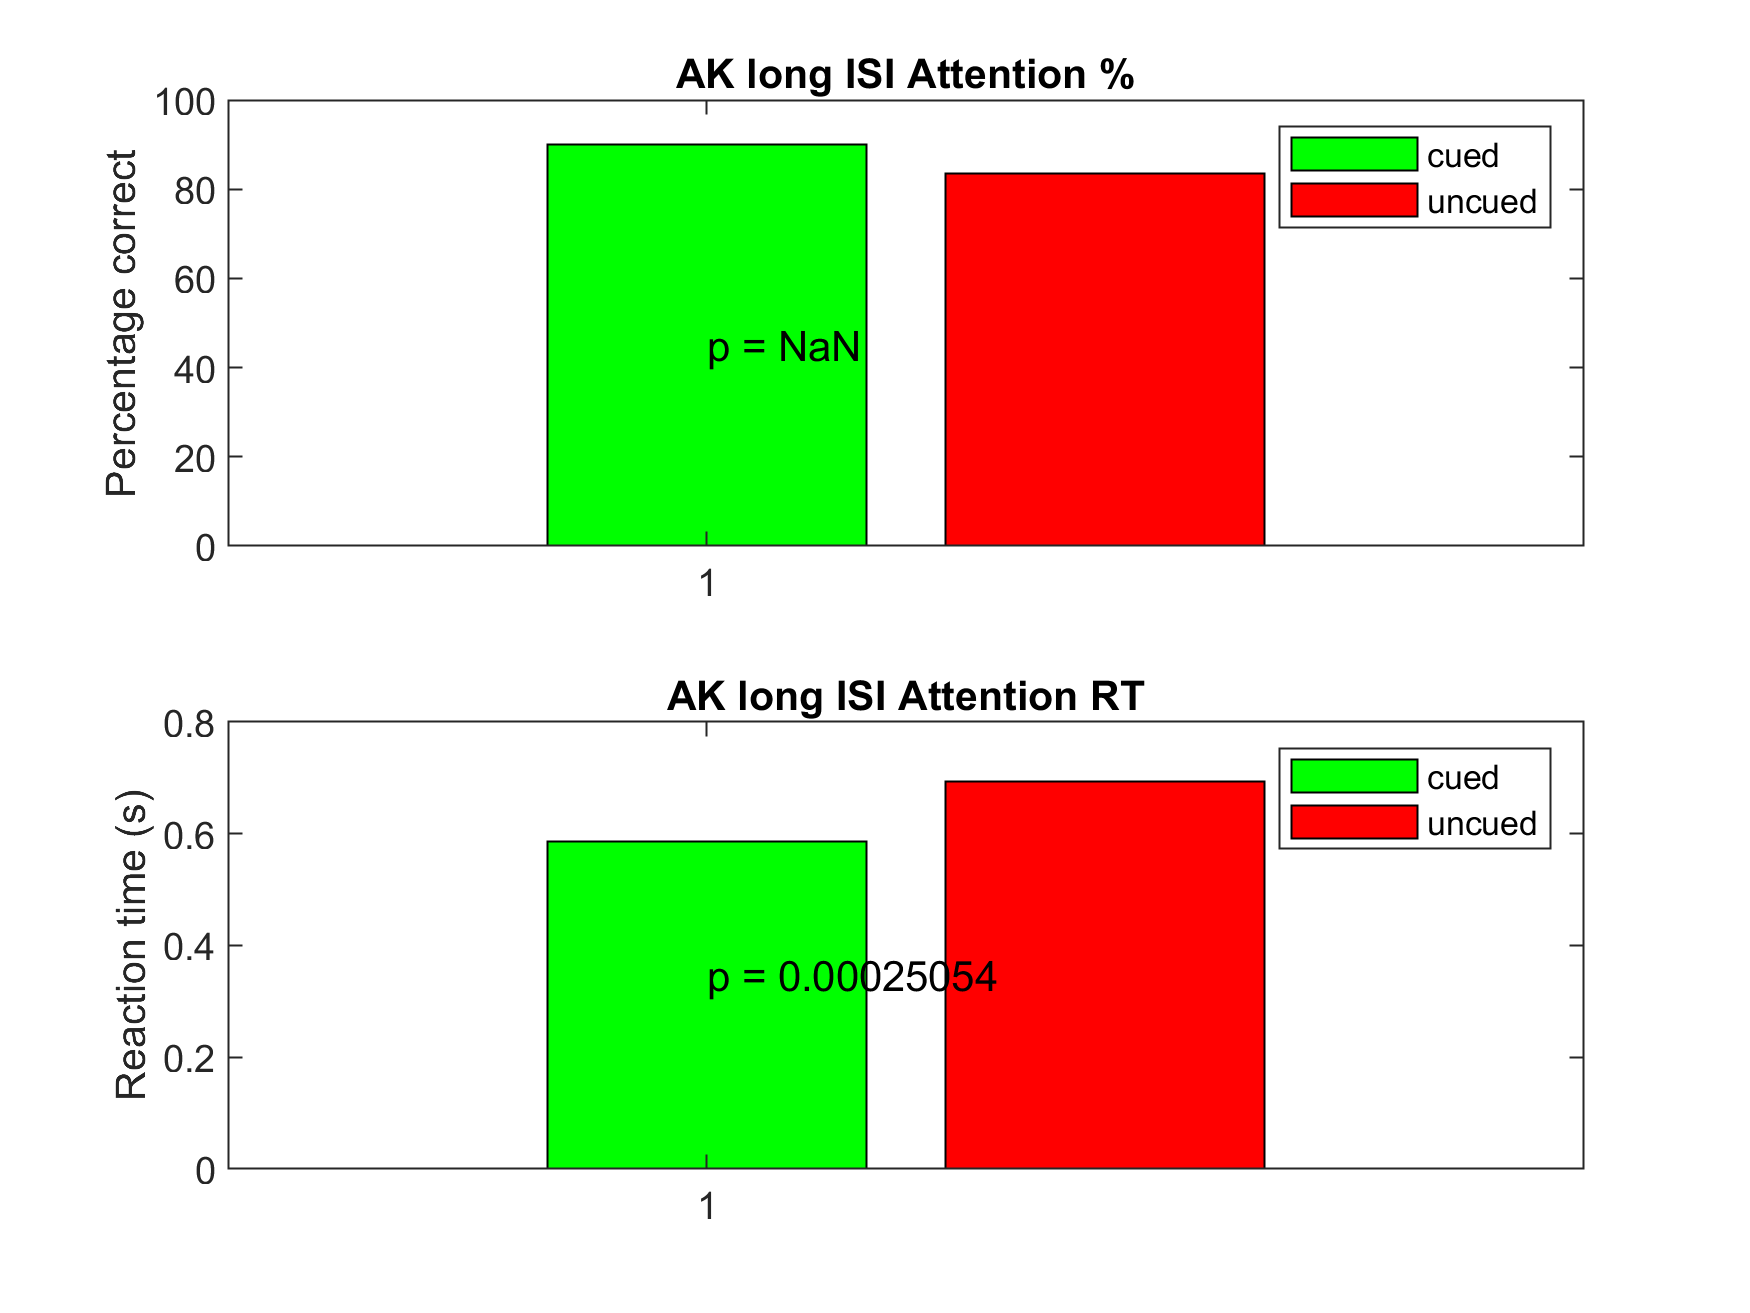 AK long ISI Attention %
Percentage correct
100
80
60
40
20
0
p = NaN
cued
uncued
1
AK long ISI Attention RT
Reaction time (s)
0.8
0.6
0.4
0.2
0
p = 0.00025054
cued
uncued
1